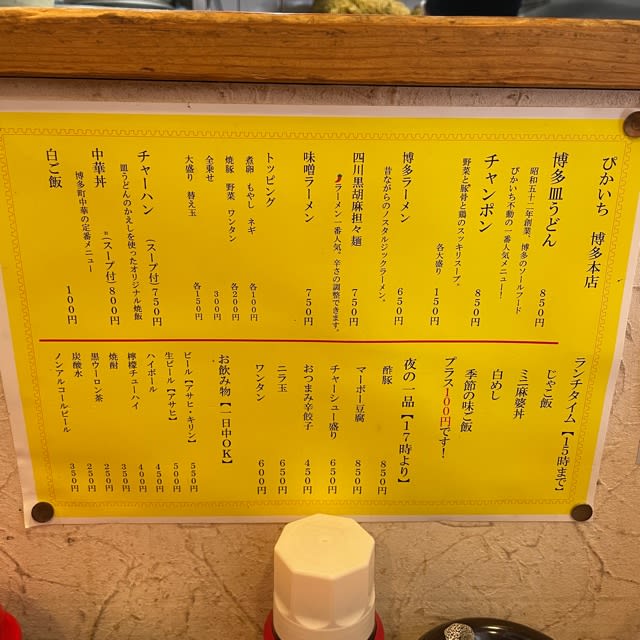 ぴかいち 博多本店
博多皿うどん 850円
昭和五十二年創業、博多のソールフード
ぴかいち不動の一番人気メニュー!
チャンポン 850円
野菜と豚骨と鶏のスッキリスープ。
各大盛り 150円
博多ラーメン 650円
昔ながらのノスタルジックラーメン。
四川黒胡麻担々麺 750円
ラーメン一番人気。辛さの調整できます。
味噌ラーメン 750円
トッピング
煮卵 もやし ネギ 各100円
焼豚 野菜 ワンタン 各200円
全乗せ 300円
大盛り 替え玉 各150円
チャーハン (スープ付) 750円
皿うどんのかえしを使ったオリジナル焼飯
中華丼 〃(スープ付) 800円
博多町中華の定番メニュー
白ご飯 100円
ランチタイム【15時まで】
じゃこ飯
ミニ麻婆丼
白めし
季節の味ご飯
プラス100円です!
夜の一品【17時より】
酢豚 850円
マーボー豆腐 850円
チャーシュー盛り 650円
おつまみ辛餃子 450円
ニラ玉 650円
ワンタン 600円
お飲み物【一日中OK】
ビール【アサヒ・キリン】 550円
生ビール【アサヒ】 500円
ハイボール 450円
檸檬チューハイ 400円
焼酎 350円
黒ウーロン茶 250円
炭酸水 250円
ノンアルコールビール 350円